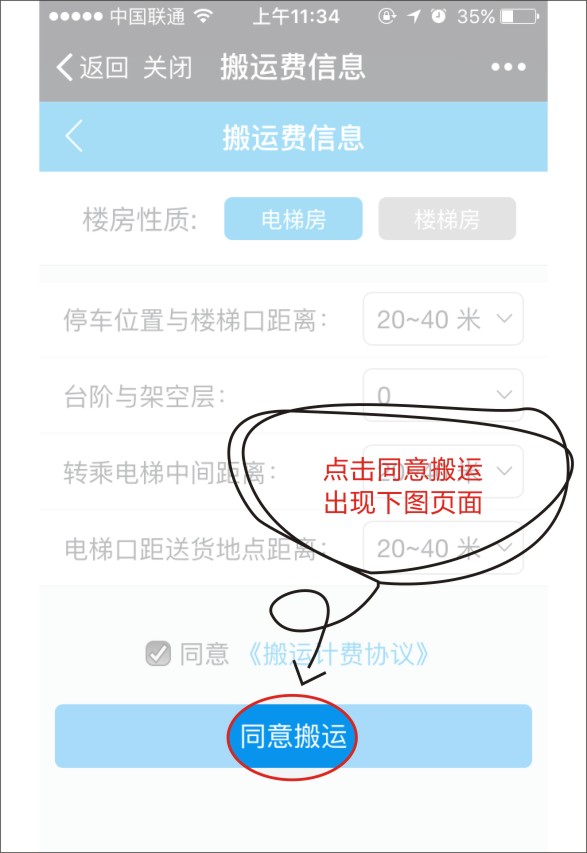 中国联通 上午11:34 35%
返回 关闭 搬运费信息
搬运费信息
楼房性质: 电梯房 楼梯房
停车位置与楼梯口距离: 20~40 米
台阶与架空层: 0
转乘电梯中间距离:
点击同意搬运
出现下图页面
电梯口距送货地点距离: 20~40 米
同意 《搬运计费协议》
同意搬运